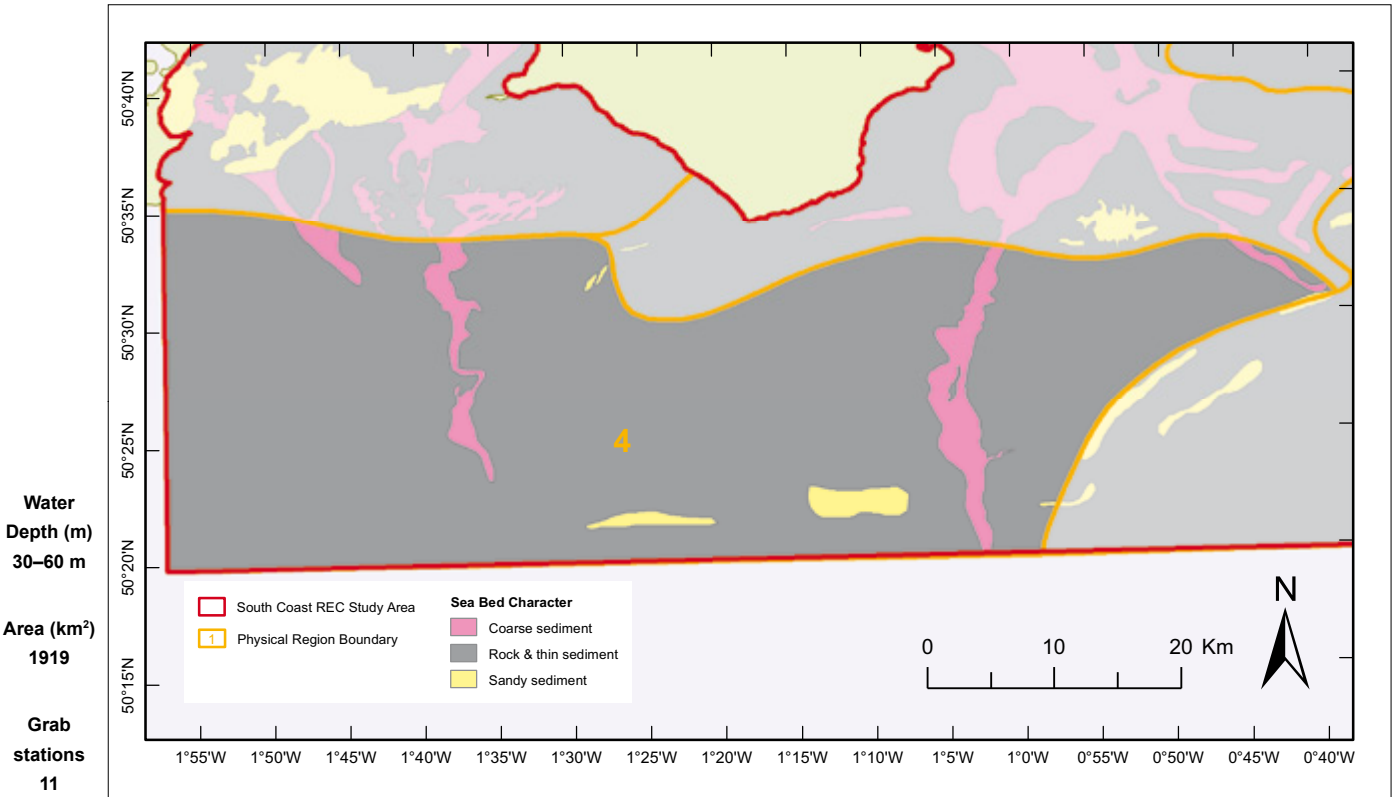 50°40'N
50°35'N
50°30'N
50°25'N
50°20'N
50°15'N
4
Water
Depth (m)
30–60 m
Area (km²)
1919
Grab
stations
11
South Coast REC Study Area
1 Physical Region Boundary
Sea Bed Character
Coarse sediment
Rock & thin sediment
Sandy sediment
0 10 20 Km
N
1°55'W 1°50'W 1°45'W 1°40'W 1°35'W 1°30'W 1°25'W 1°20'W 1°15'W 1°10'W 1°5'W 1°0'W 0°55'W 0°50'W 0°45'W 0°40'W